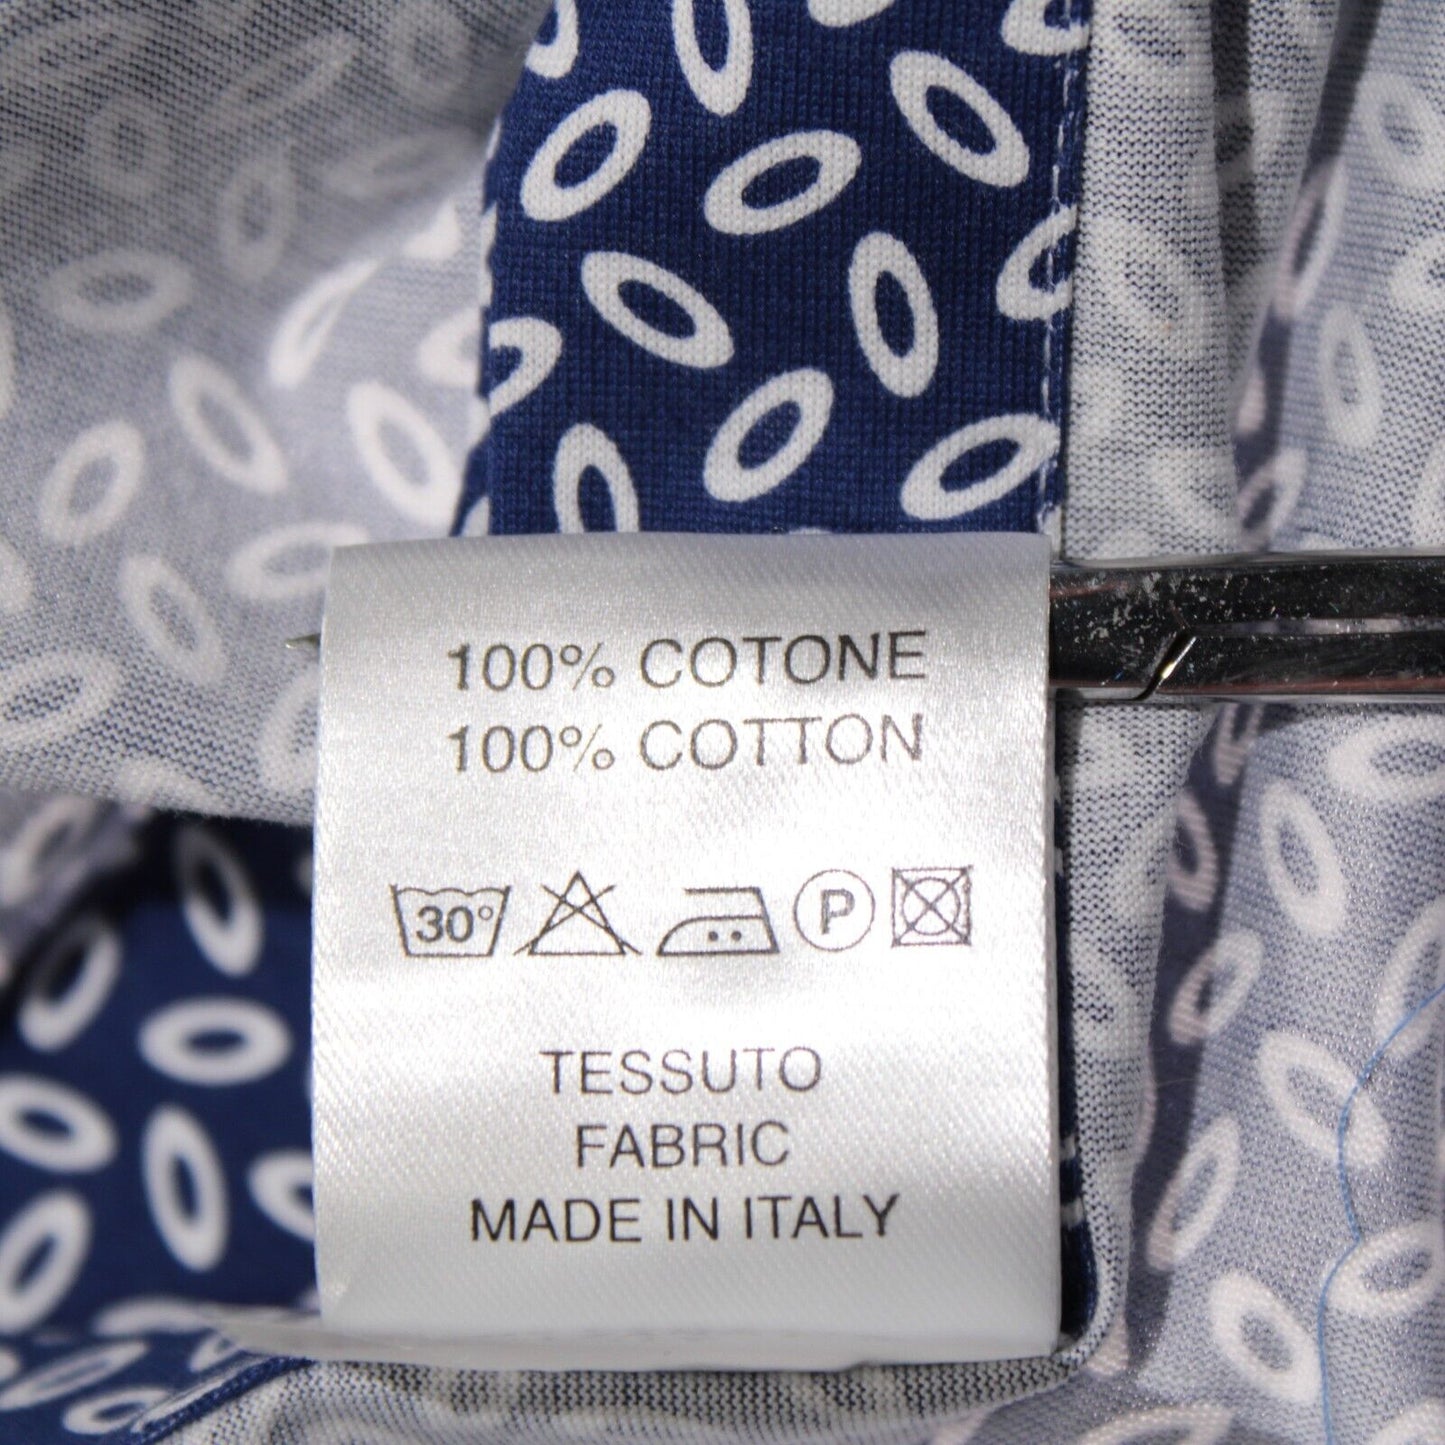 100% COTONE
100% COTTON
30° P
TESSUTO
FABRIC
MADE IN ITALY